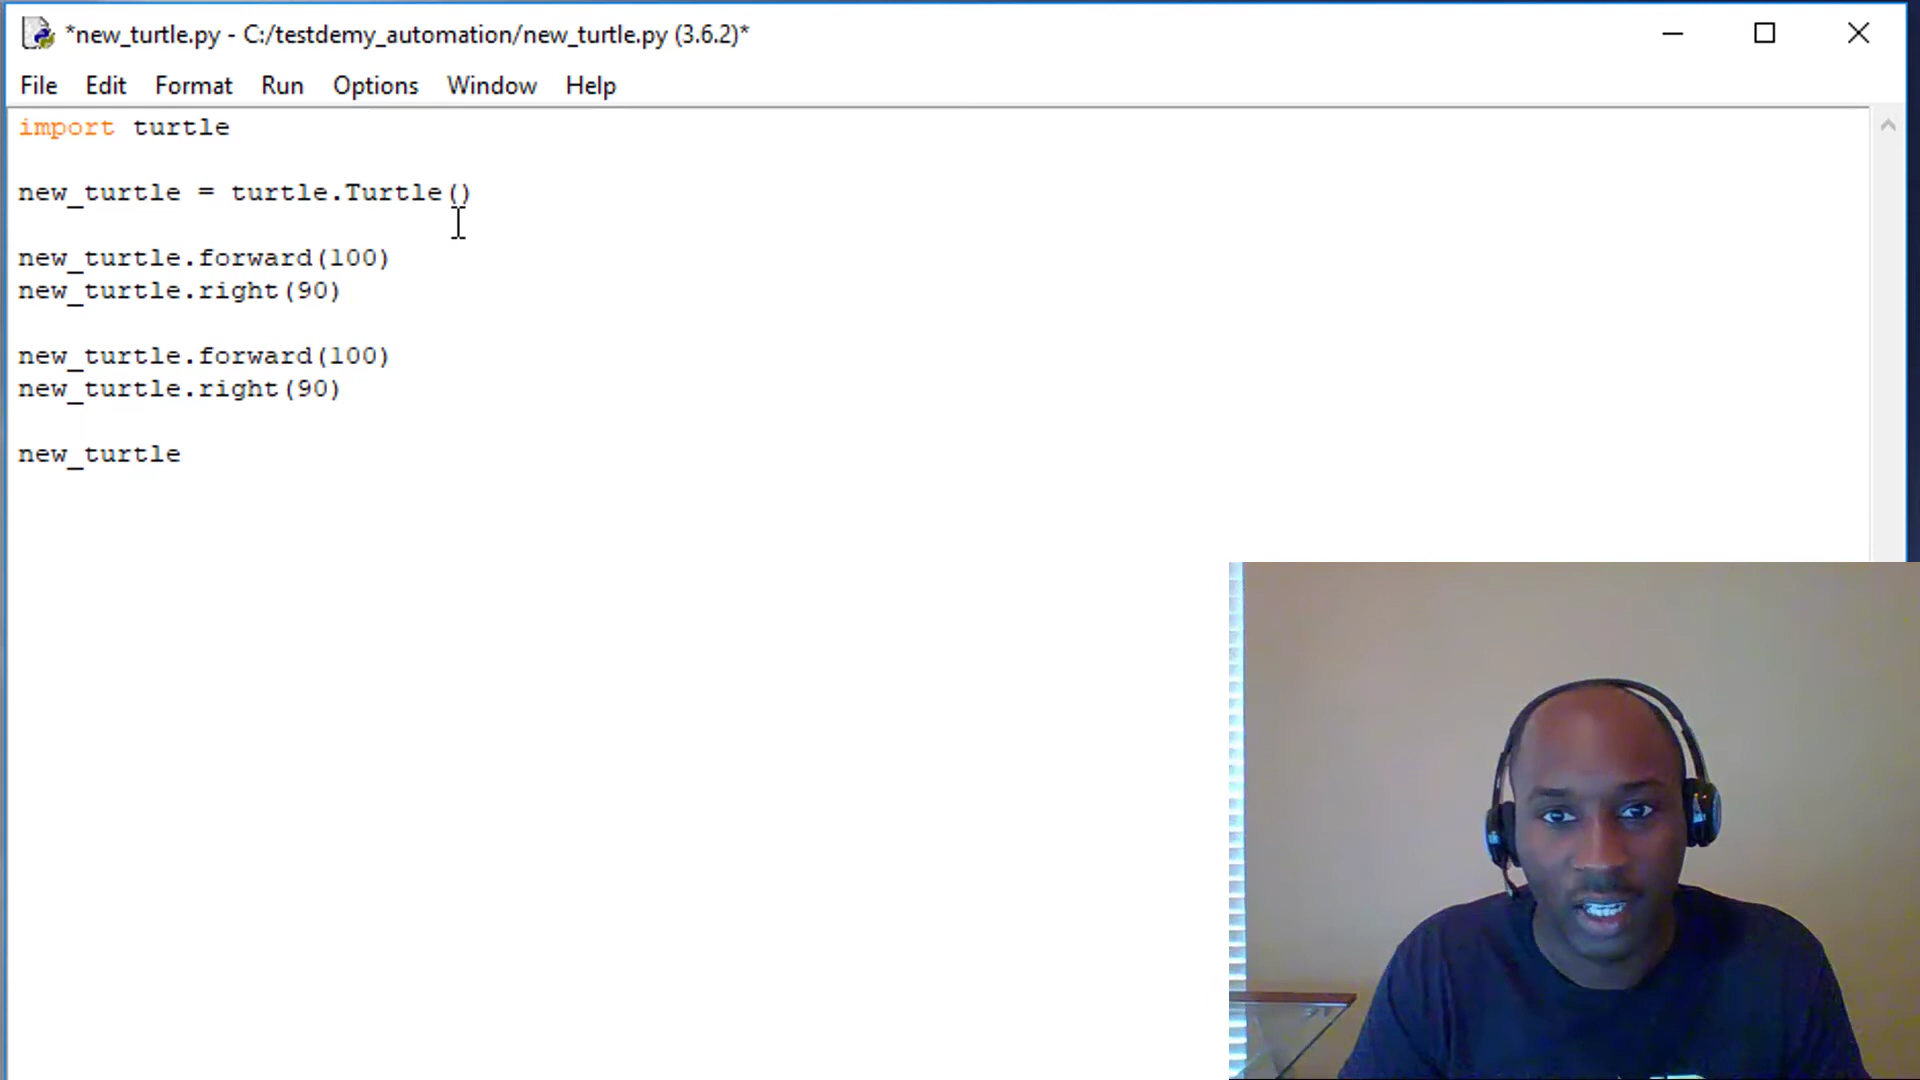 *new_turtle.py - C:/testdemy_automation/new_turtle.py (3.6.2)*
File Edit Format Run Options Window Help
import turtle
new_turtle = turtle.Turtle()
new_turtle.forward(100)
new_turtle.right(90)
new_turtle.forward(100)
new_turtle.right(90)
new_turtle